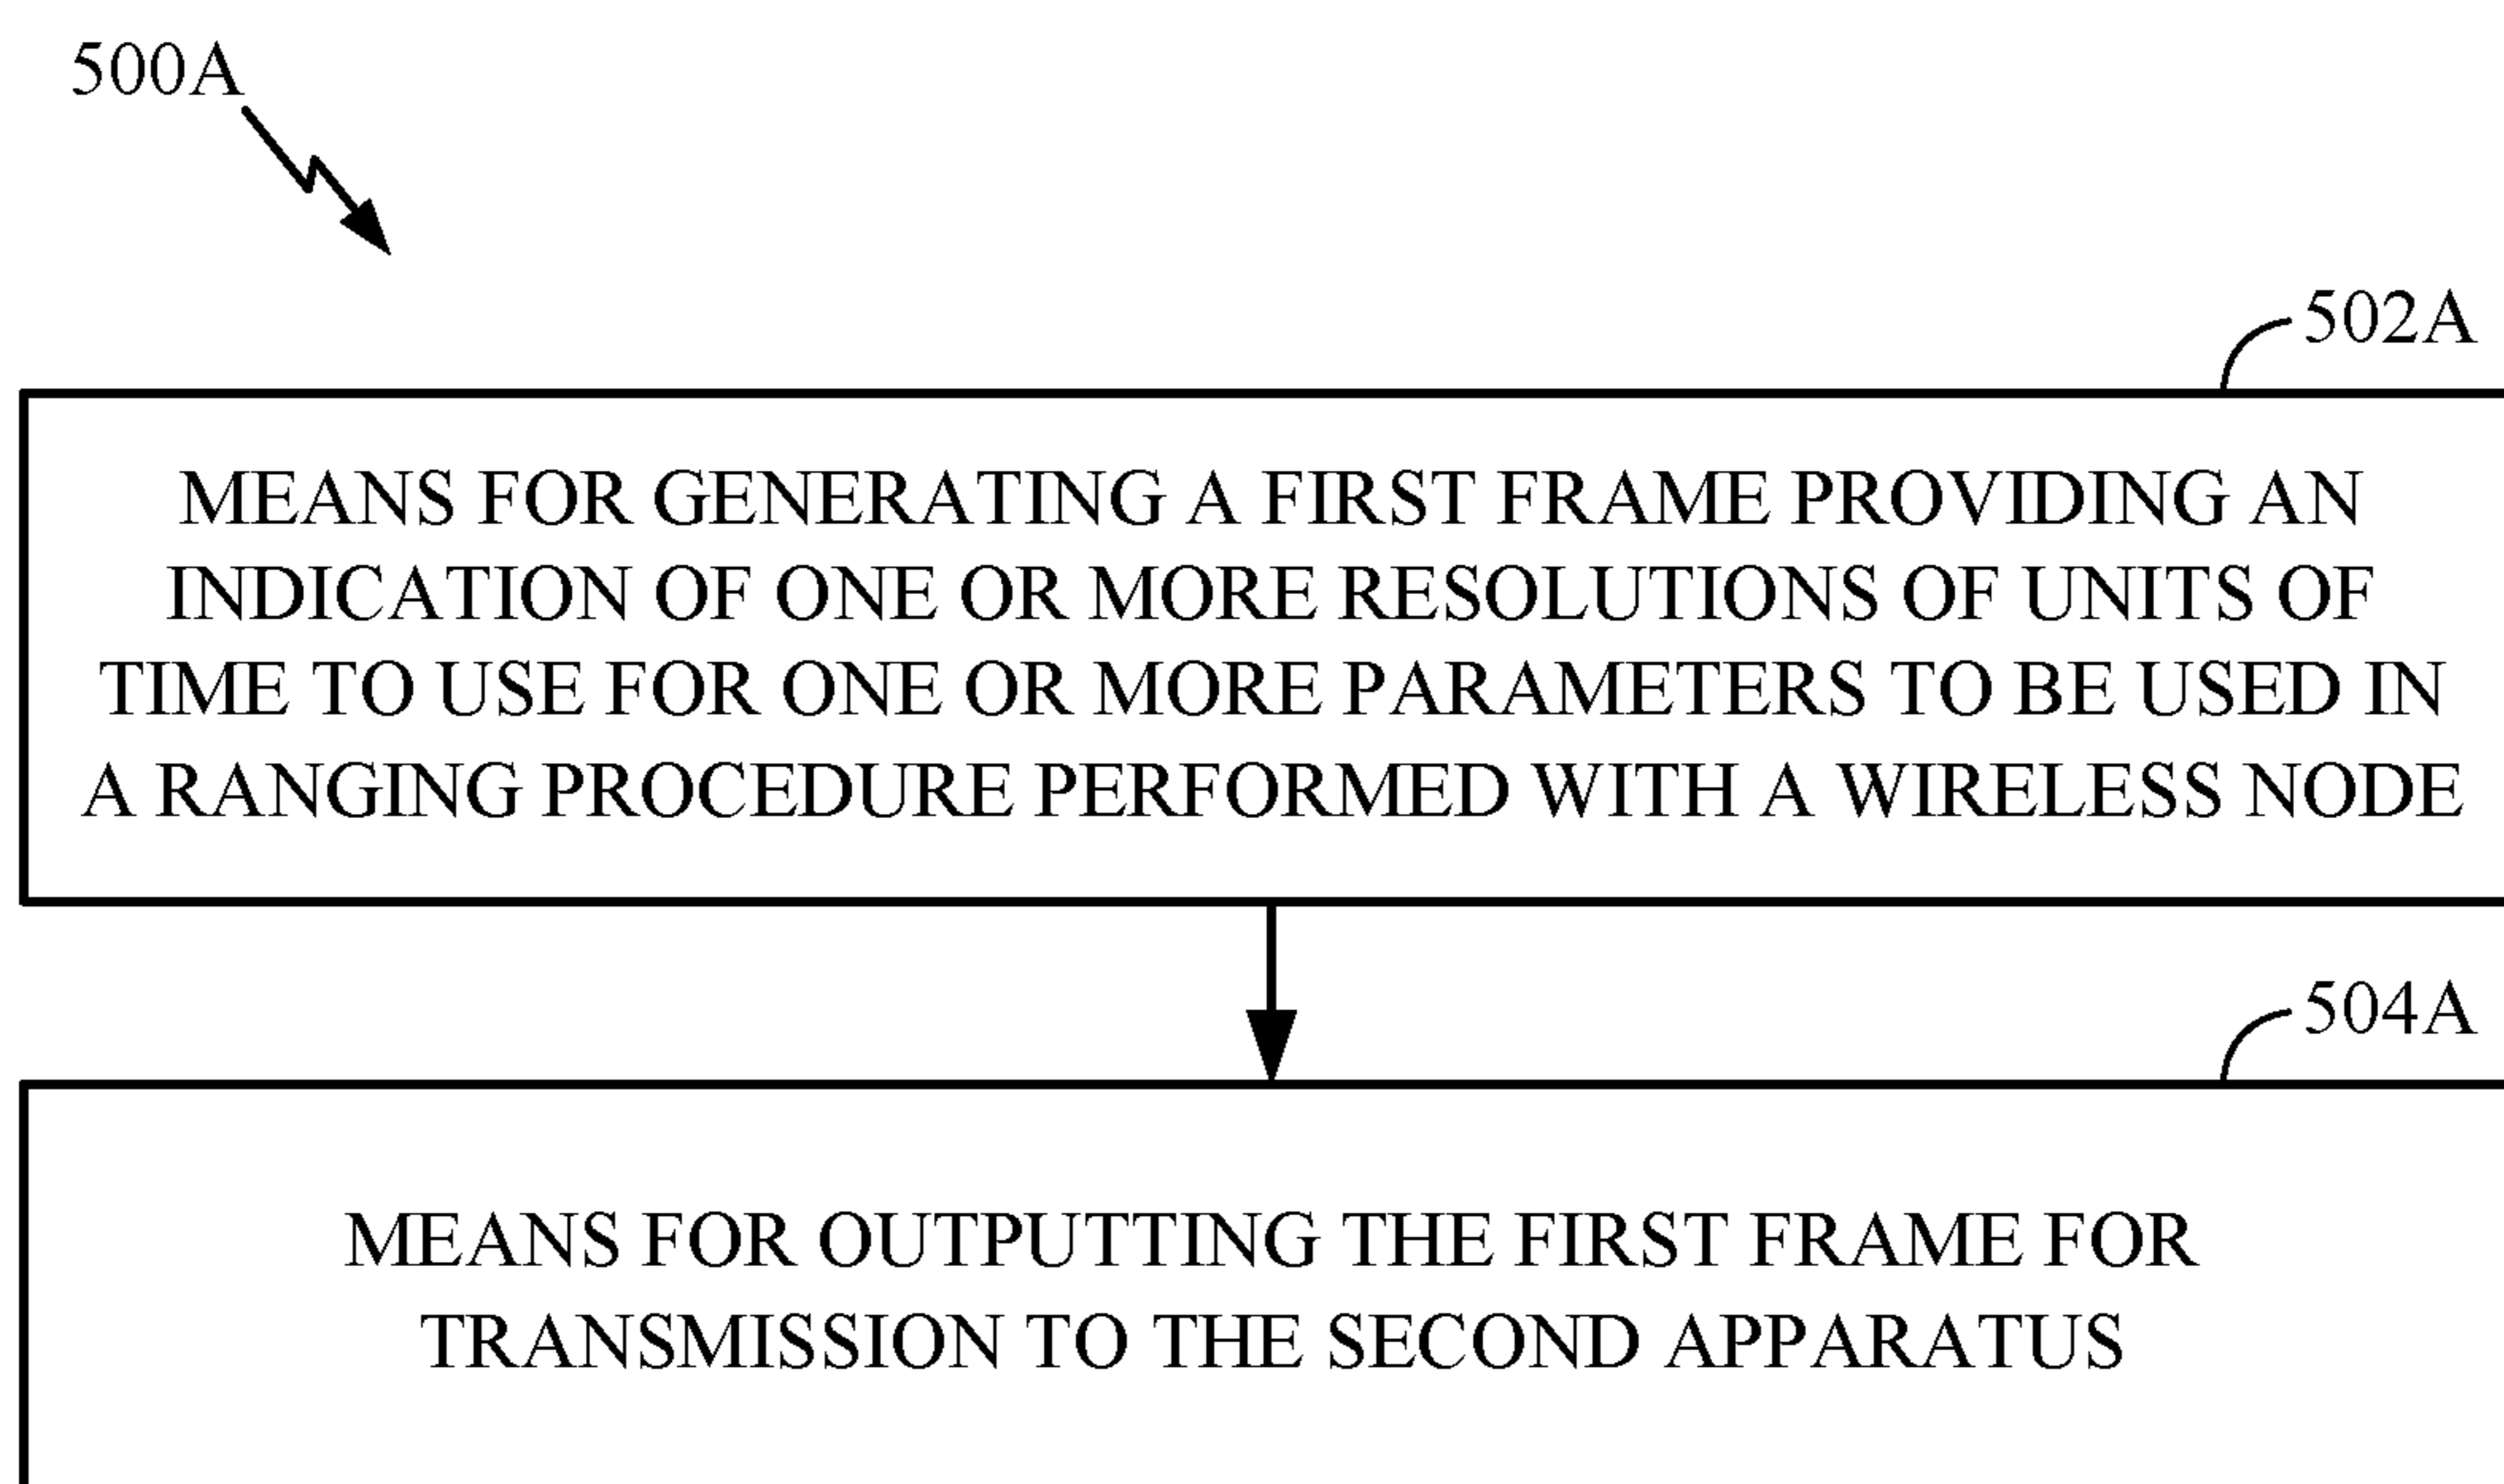 500A
502A
MEANS FOR GENERATING A FIRST FRAME PROVIDING AN
INDICATION OF ONE OR MORE RESOLUTIONS OF UNITS OF
TIME TO USE FOR ONE OR MORE PARAMETERS TO BE USED IN
A RANGING PROCEDURE PERFORMED WITH A WIRELESS NODE
504A
MEANS FOR OUTPUTTING THE FIRST FRAME FOR
TRANSMISSION TO THE SECOND APPARATUS